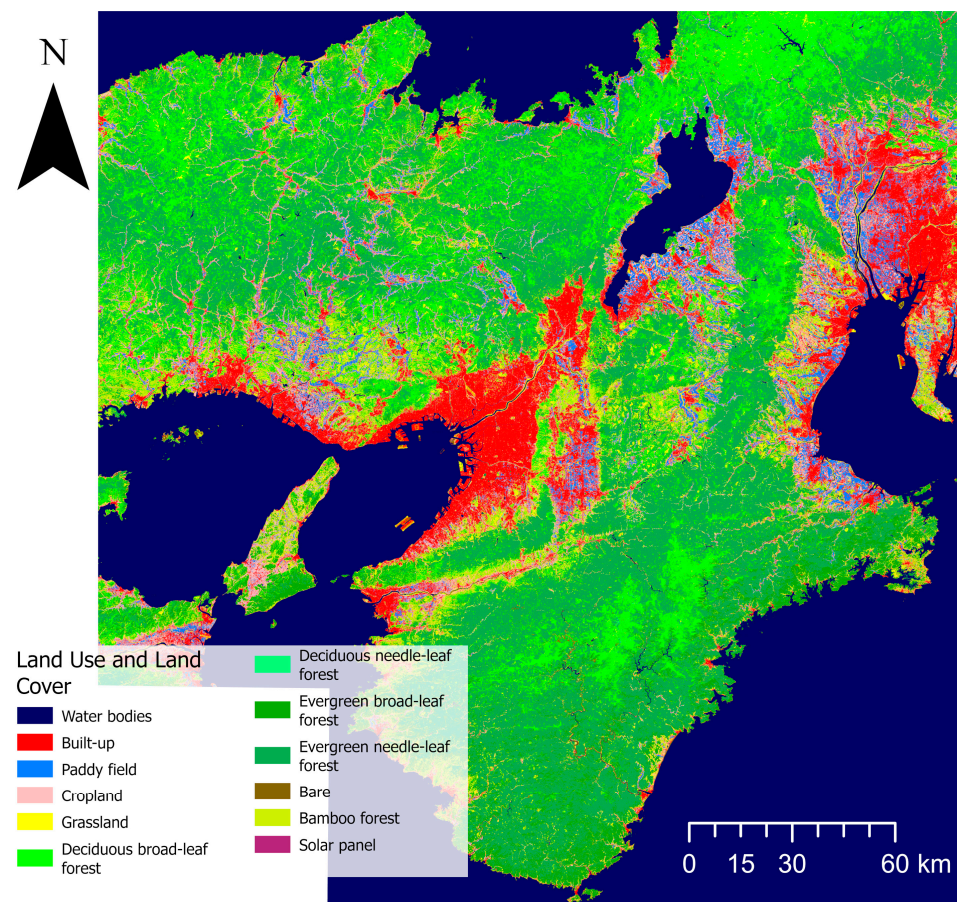 N
Land Use and Land
Cover
Water bodies
Built-up
Paddy field
Cropland
Grassland
Deciduous broad-leaf
forest
Deciduous needle-leaf
forest
Evergreen broad-leaf
forest
Evergreen needle-leaf
forest
Bare
Bamboo forest
Solar panel
0 15 30 60 km